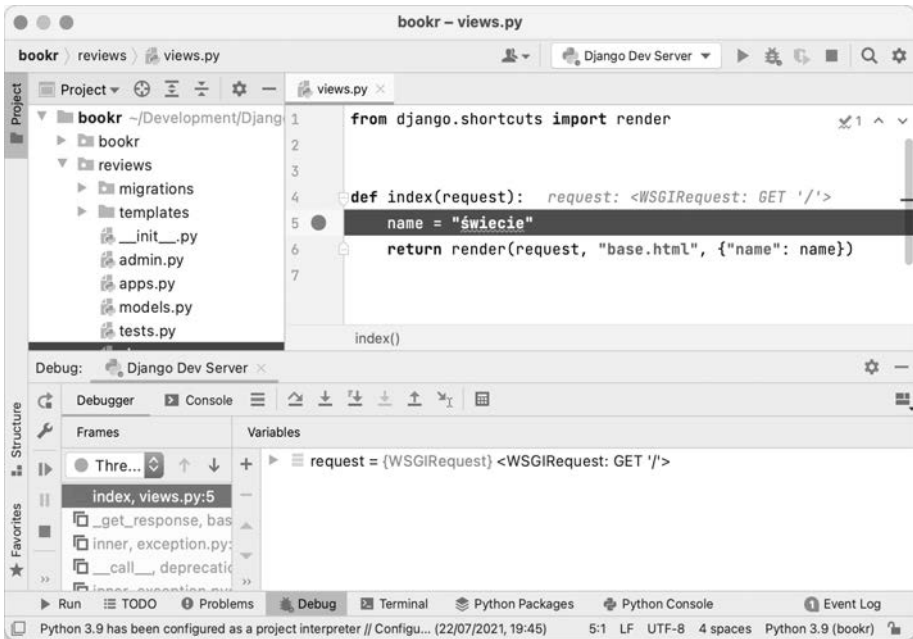 bookr – views.py
bookr reviews views.py
Django Dev Server
Project
Project
views.py
bookr ~/Development/Djang
bookr
reviews
migrations
templates
__init__.py
admin.py
apps.py
models.py
tests.py
1 from django.shortcuts import render
1
2
3
4 def index(request): request: <WSGIRequest: GET '/'>
5 name = "świecie"
6 return render(request, "base.html", {"name": name})
7
index()
Debug: Django Dev Server
Debugger Console
Structure
Favorites
Frames Variables
Thre...
request = {WSGIRequest} <WSGIRequest: GET '/'>
index, views.py:5
_get_response, bas
inner, exception.py:
__call__, deprecatio
Run TODO Problems Debug Terminal Python Packages Python Console Event Log
Python 3.9 has been configured as a project interpreter // Configu... (22/07/2021, 19:45) 5:1 LF UTF-8 4 spaces Python 3.9 (bookr)